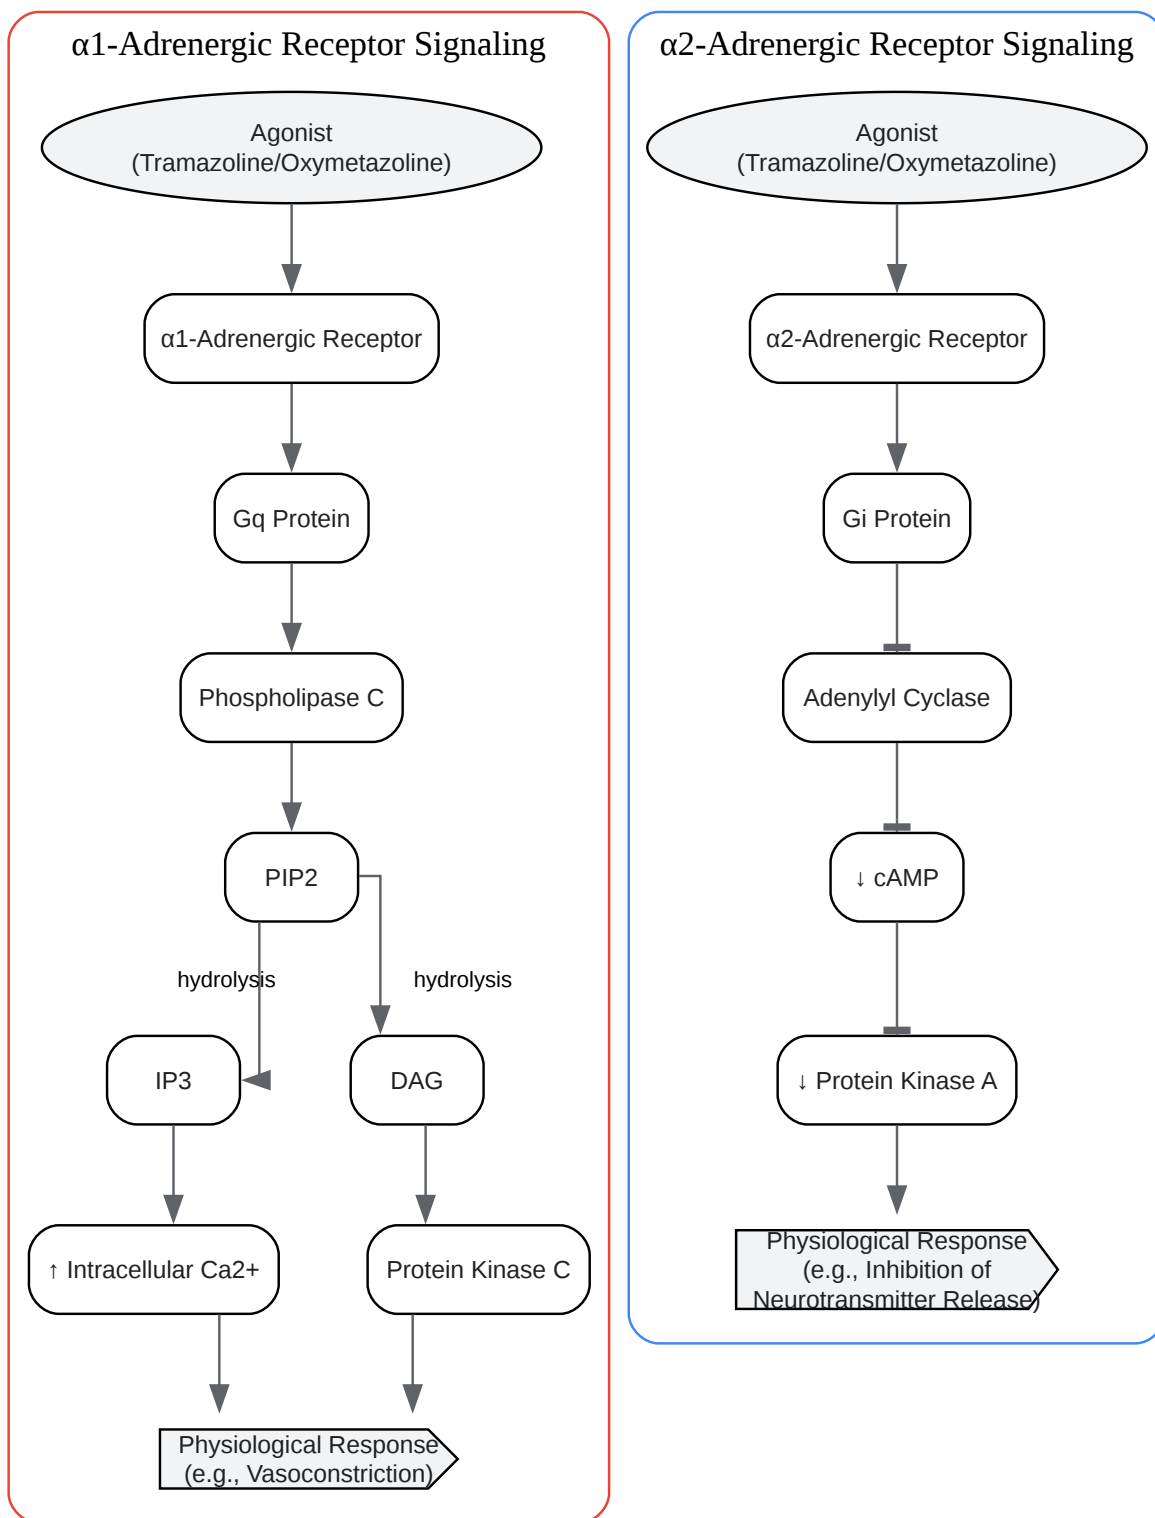 α1-Adrenergic Receptor Signaling
Agonist
(Tramazoline/Oxymetazoline)
α1-Adrenergic Receptor
Gq Protein
Phospholipase C
PIP2
hydrolysis
hydrolysis
IP3
DAG
↑ Intracellular Ca2+
Protein Kinase C
Physiological Response
(e.g., Vasoconstriction)
α2-Adrenergic Receptor Signaling
Agonist
(Tramazoline/Oxymetazoline)
α2-Adrenergic Receptor
Gi Protein
Adenylyl Cyclase
↓ cAMP
↓ Protein Kinase A
Physiological Response
(e.g., Inhibition of
Neurotransmitter Release)